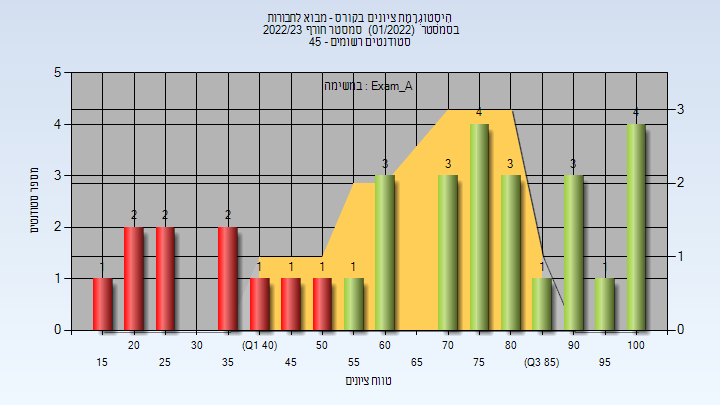 היסטוגרמת ציונים בקורס - מבוא לחבורות
בסמסטר (01/2022) סמסטר חורף 2022/23
סטודנטים רשומים - 45
במשימה : Exam_A
מספר סטודנטים
5
4
3
2
1
0
3
2
1
0
1 2 2 2 1 1 1 1 3 3 4 3 1 3 1 4
20 30 (Q1 40) 50 60 70 80 90 100
15 25 35 45 55 65 75 (Q3 85) 95
טווח ציונים